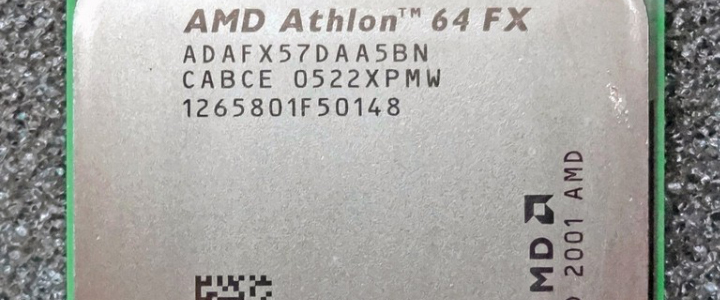 AMD Athlon™ 64 FX
ADAFX57DAA5BN
CABCE 0522XPMW
1265801F50148
2001 AMD